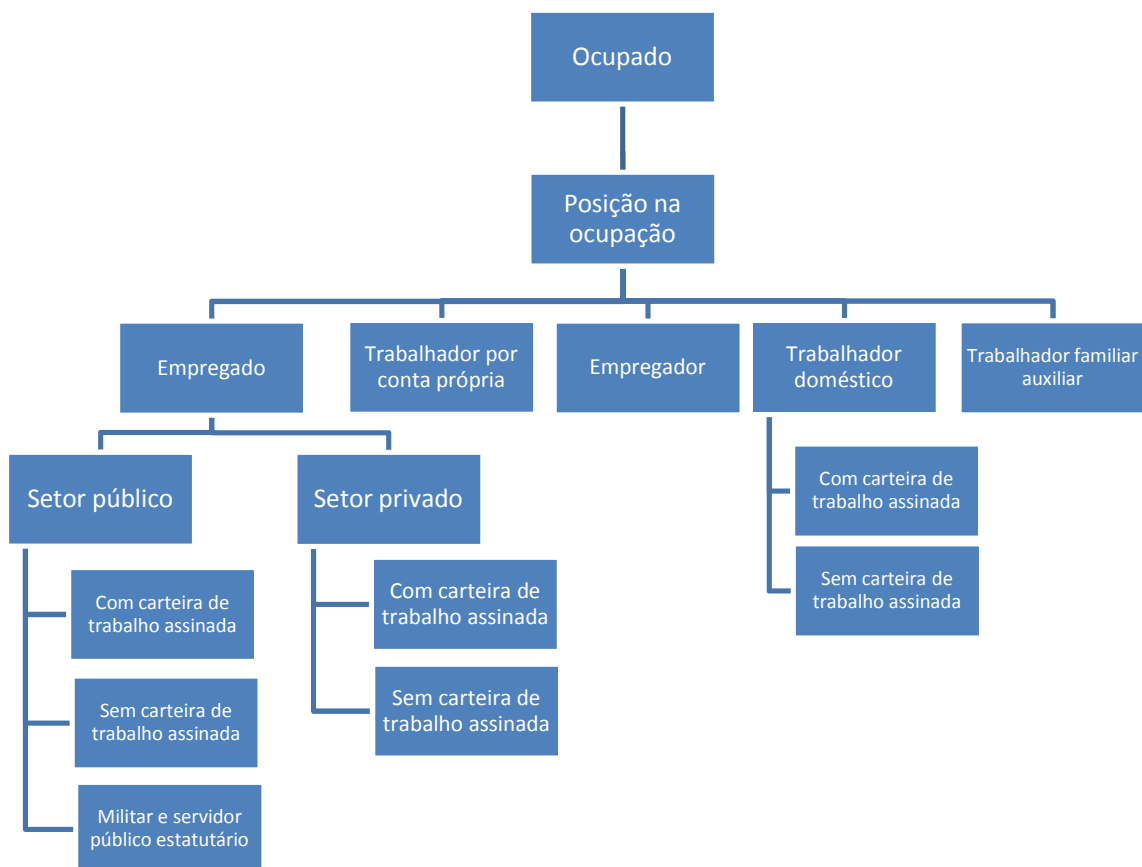 Ocupado
Posição na
ocupação
Empregado
Trabalhador por
conta própria
Empregador
Trabalhador
doméstico
Trabalhador familiar
auxiliar
Setor público
Setor privado
Com carteira de
trabalho assinada
Sem carteira de
trabalho assinada
Militar e servidor
público estatutário
Com carteira de
trabalho assinada
Sem carteira de
trabalho assinada
Com carteira de
trabalho assinada
Sem carteira de
trabalho assinada